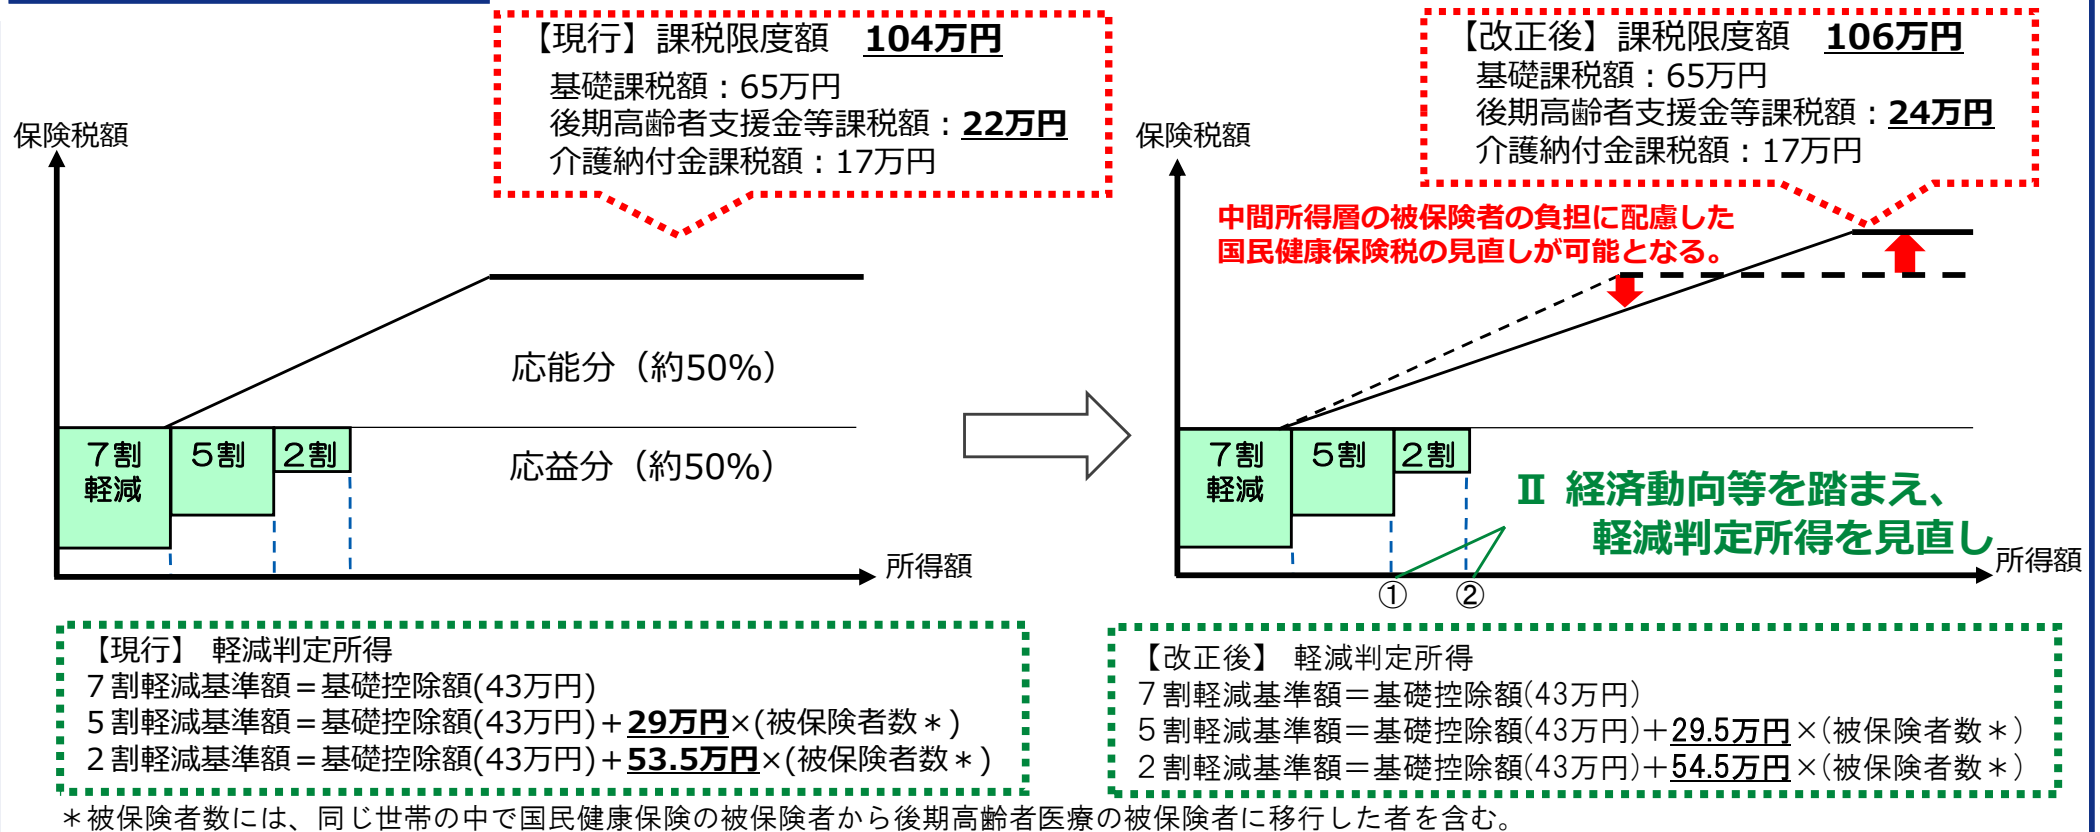 【現行】課税限度額　104万円
基礎課税額：65万円
後期高齢者支援金等課税額：22万円
介護納付金課税額：17万円
保険税額
応能分（約50%）
7割
軽減
5割
2割
応益分（約50%）
所得額
【改正後】課税限度額　106万円
基礎課税額：65万円
後期高齢者支援金等課税額：24万円
介護納付金課税額：17万円
保険税額
中間所得層の被保険者の負担に配慮した
国民健康保険税の見直しが可能となる。
7割
軽減
5割
2割
Ⅱ 経済動向等を踏まえ、
軽減判定所得を見直し
所得額
①
②
【現行】 軽減判定所得
７割軽減基準額＝基礎控除額(43万円)
５割軽減基準額＝基礎控除額(43万円)＋29万円×(被保険者数＊)
２割軽減基準額＝基礎控除額(43万円)＋53.5万円×(被保険者数＊)
【改正後】 軽減判定所得
７割軽減基準額＝基礎控除額(43万円)
５割軽減基準額＝基礎控除額(43万円)＋29.5万円×(被保険者数＊)
２割軽減基準額＝基礎控除額(43万円)＋54.5万円×(被保険者数＊)
＊被保険者数には、同じ世帯の中で国民健康保険の被保険者から後期高齢者医療の被保険者に移行した者を含む。